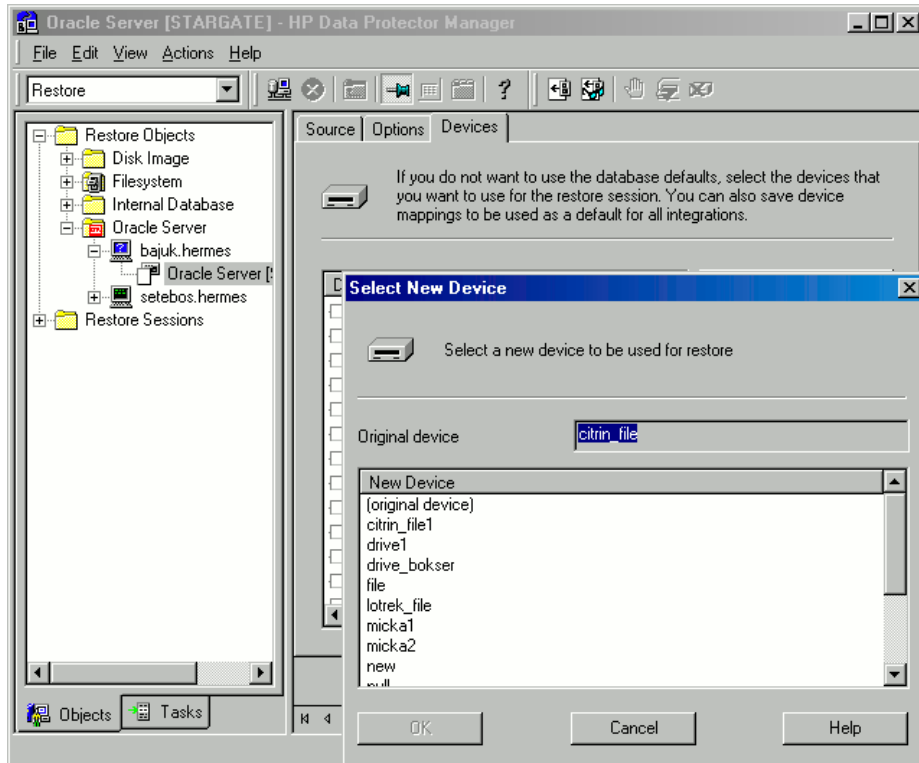 Oracle Server [STARGATE] - HP Data Protector Manager
File Edit View Actions Help
Restore
Restore Objects
Disk Image
Filesystem
Internal Database
Oracle Server
bajuk.hermes
Oracle Server [
setebos.hermes
Restore Sessions
Objects
Tasks
Source Options Devices
If you do not want to use the database defaults, select the devices that
you want to use for the restore session. You can also save device
mappings to be used as a default for all integrations.
Select New Device
Select a new device to be used for restore
Original device citrin_file
New Device
(original device)
citrin_file1
drive1
drive_bokser
file
lotrek_file
micka1
micka2
new
null
OK Cancel Help